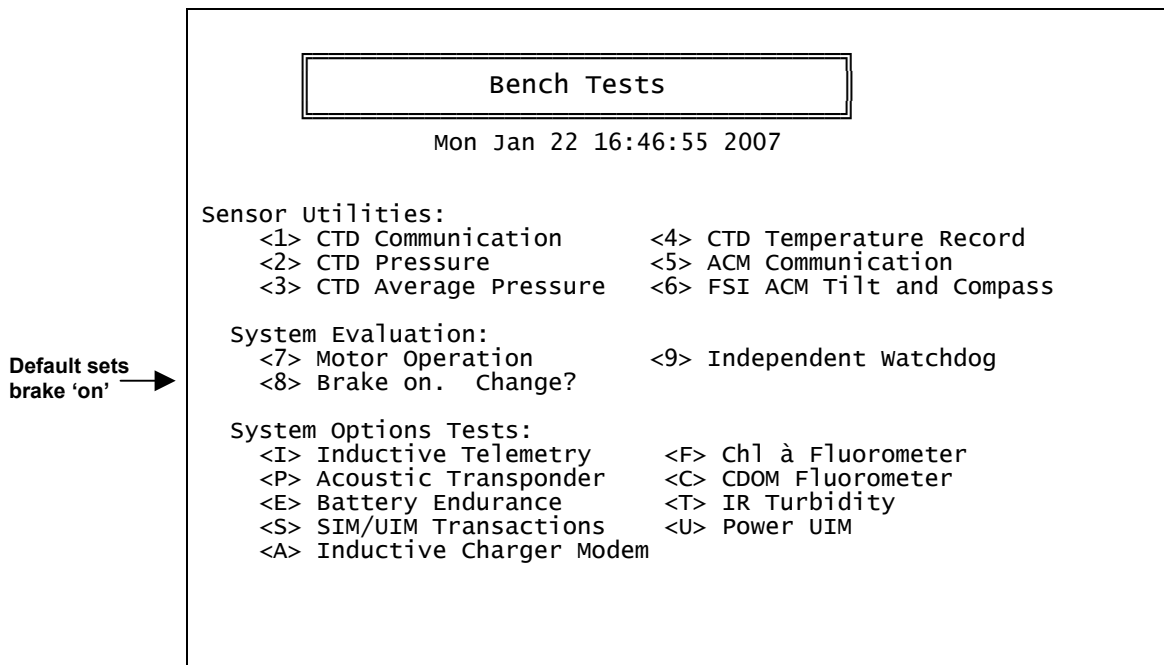 Bench Tests
Mon Jan 22 16:46:55 2007
Sensor Utilities:
<1> CTD Communication <4> CTD Temperature Record
<2> CTD Pressure <5> ACM Communication
<3> CTD Average Pressure <6> FSI ACM Tilt and Compass
System Evaluation:
<7> Motor Operation <9> Independent Watchdog
<8> Brake on. Change?
Default sets
brake ‘on’
System Options Tests:
<I> Inductive Telemetry <F> Chl à Fluorometer
<P> Acoustic Transponder <C> CDOM Fluorometer
<E> Battery Endurance <T> IR Turbidity
<S> SIM/UIM Transactions <U> Power UIM
<A> Inductive Charger Modem